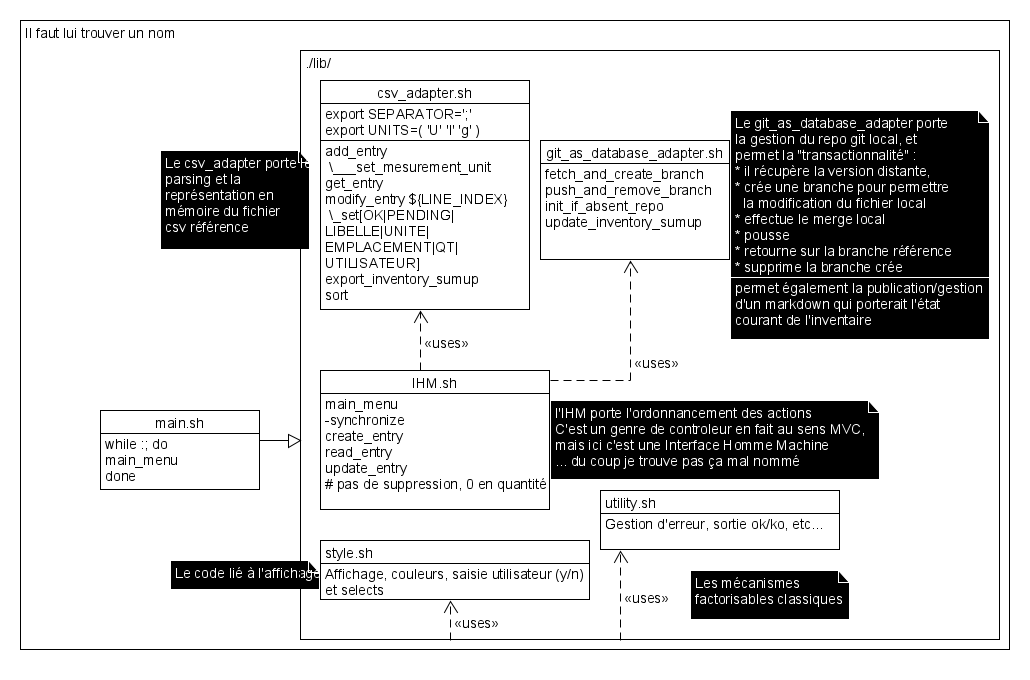 Il faut lui trouver un nom
./lib/
csv_adapter.sh
export SEPARATOR=';'
export UNITS=( 'U' 'l' 'g' )
add_entry
\___set_mesurement_unit
get_entry
modify_entry ${LINE_INDEX}
\_set[OK|PENDING|
LIBELLE|UNITE|
EMPLACEMENT|QT|
UTILISATEUR]
export_inventory_sumup
sort
Le csv_adapter porte le
parsing et la
représentation en
mémoire du fichier
csv référence
git_as_database_adapter.sh
fetch_and_create_branch
push_and_remove_branch
init_if_absent_repo
update_inventory_sumup
Le git_as_database_adapter porte
la gestion du repo git local, et
permet la "transactionnalité" :
* il récupère la version distante,
* crée une branche pour permettre
la modification du fichier local
* effectue le merge local
* pousse
* retourne sur la branche référence
* supprime la branche crée
permet également la publication/gestion
d'un markdown qui porterait l'état
courant de l'inventaire
«uses»
«uses»
IHM.sh
main_menu
-synchronize
create_entry
read_entry
update_entry
# pas de suppression, 0 en quantité
l'IHM porte l'ordonnancement des actions
C'est un genre de controleur en fait au sens MVC,
mais ici c'est une Interface Homme Machine
... du coup je trouve pas ça mal nommé
main.sh
while :; do
main_menu
done
utility.sh
Gestion d'erreur, sortie ok/ko, etc...
style.sh
Affichage, couleurs, saisie utilisateur (y/n)
et selects
Le code lié à l'affichage
Les mécanismes
factorisables classiques
«uses»
«uses»